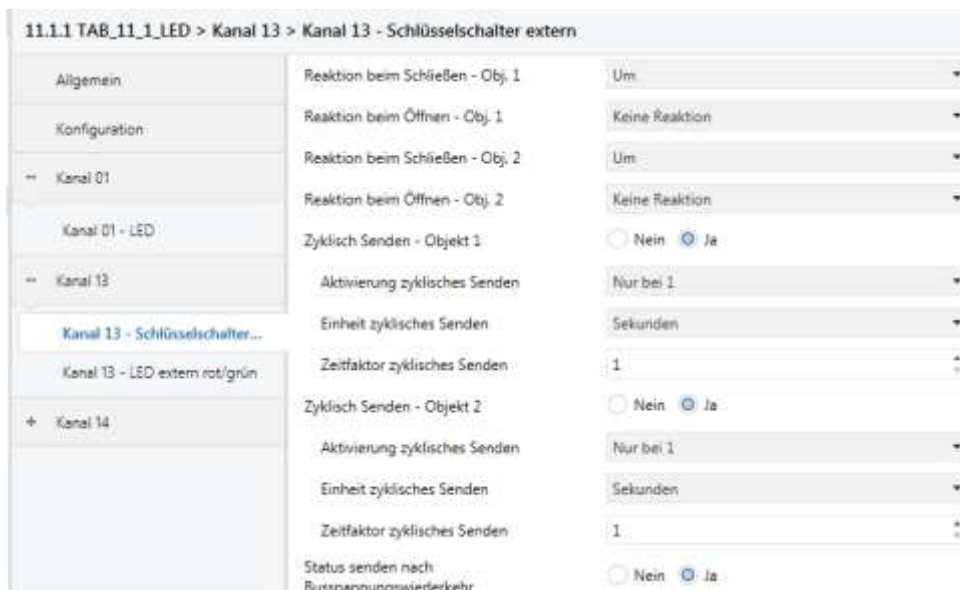 11.1.1 TAB_11_1_LED > Kanal 13 > Kanal 13 - Schlüsselschalter extern
Allgemein
Konfiguration
− Kanal 01
Kanal 01 - LED
− Kanal 13
Kanal 13 - Schlüsselschalter...
Kanal 13 - LED extern rot/grün
+ Kanal 14
Reaktion beim Schließen - Obj. 1 Um
Reaktion beim Öffnen - Obj. 1 Keine Reaktion
Reaktion beim Schließen - Obj. 2 Um
Reaktion beim Öffnen - Obj. 2 Keine Reaktion
Zyklisch Senden - Objekt 1 Nein Ja
Aktivierung zyklisches Senden Nur bei 1
Einheit zyklisches Senden Sekunden
Zeitfaktor zyklisches Senden 1
Zyklisch Senden - Objekt 2 Nein Ja
Aktivierung zyklisches Senden Nur bei 1
Einheit zyklisches Senden Sekunden
Zeitfaktor zyklisches Senden 1
Status senden nach
Busspannungswiederkehr Nein Ja